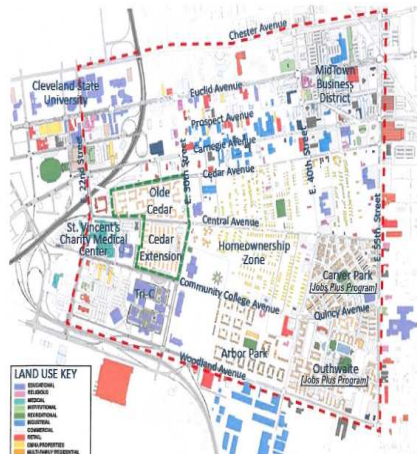 Chester Avenue
Cleveland State
University
MidTown
Business
District
Euclid Avenue
Prospect Avenue
Carnegie Avenue
22nd Street
E. 30th Street
E. 40th Street
E. 55th Street
Cedar Avenue
Olde
Cedar
Central Avenue
St. Vincent's
Charity Medical
Center
Cedar
Extension
Homeownership
Zone
Carver Park
[Jobs Plus Program]
Tri-C
Community College Avenue
Quincy Avenue
Arbor Park
Woodland Avenue
Outhwaite
[Jobs Plus Program]
LAND USE KEY
EDUCATIONAL
RELIGIOUS
MEDICAL
INSTITUTIONAL
RECREATIONAL
INDUSTRIAL
COMMERCIAL
RETAIL
CMHA PROPERTIES
MULTI-FAMILY RESIDENTIAL